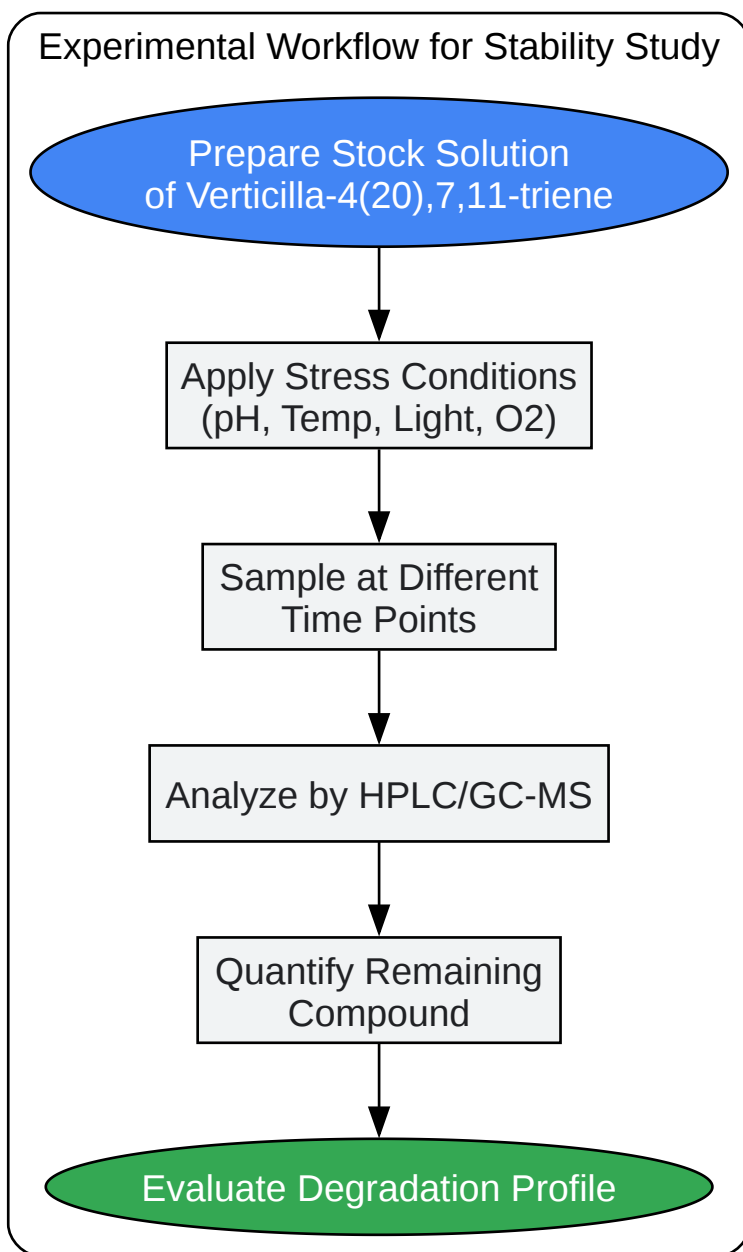 Experimental Workflow for Stability Study
Prepare Stock Solution
of Verticilla-4(20),7,11-triene
Apply Stress Conditions
(pH, Temp, Light, O2)
Sample at Different
Time Points
Analyze by HPLC/GC-MS
Quantify Remaining
Compound
Evaluate Degradation Profile